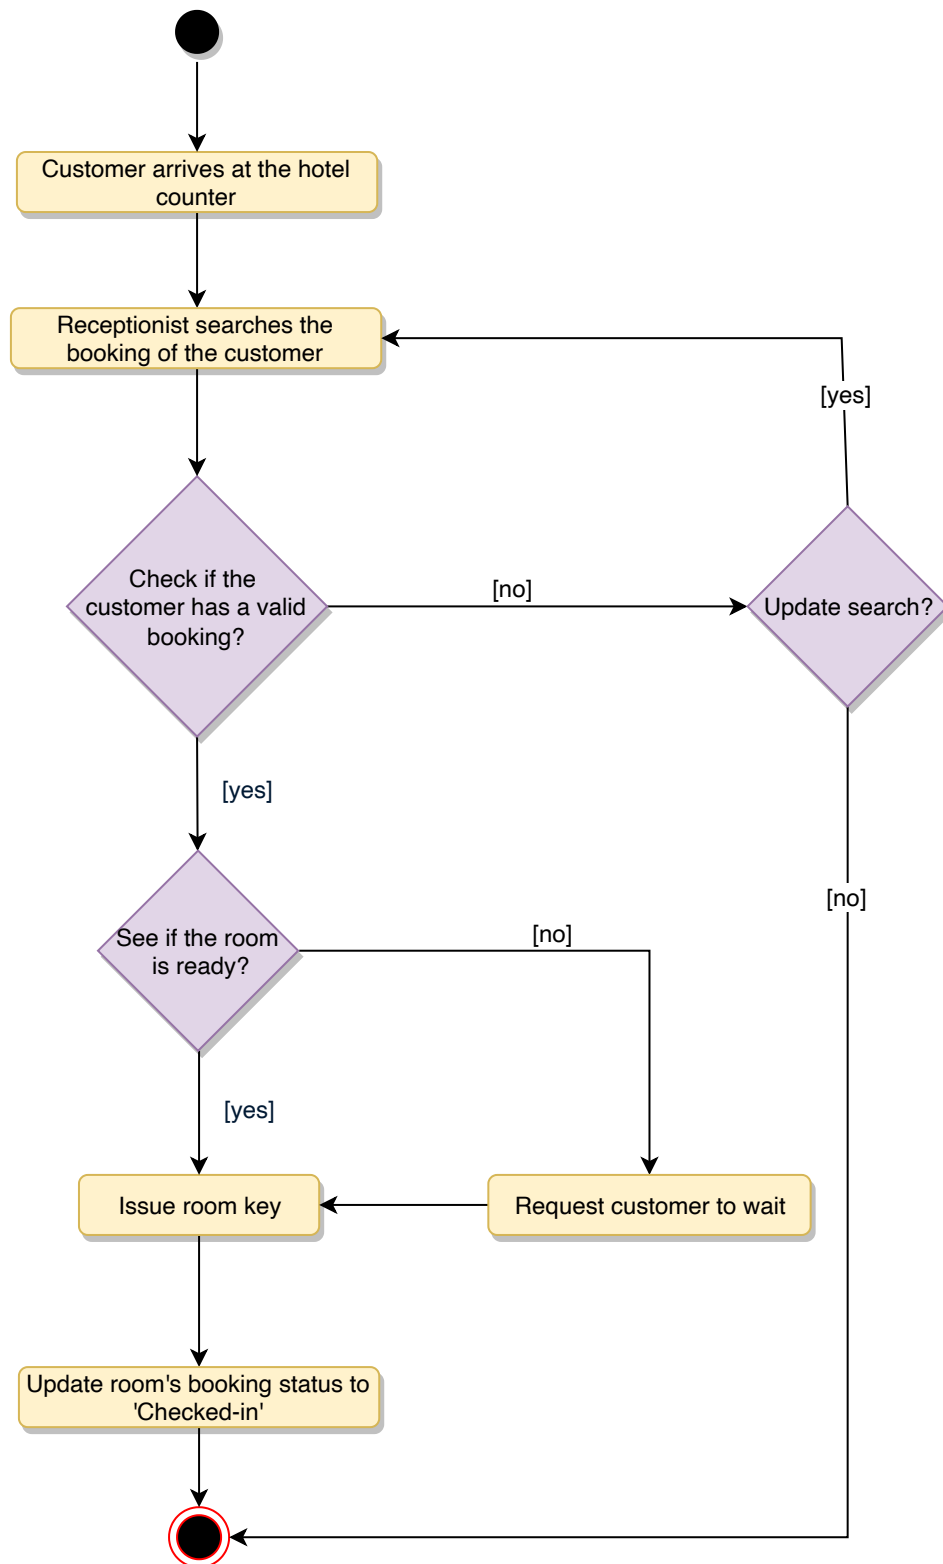 Customer arrives at the hotel
counter
Receptionist searches the
booking of the customer
[yes]
Check if the
customer has a valid
booking?
[no]
Update search?
[yes]
[no]
See if the room
is ready?
[no]
[yes]
Issue room key
Request customer to wait
Update room's booking status to
'Checked-in'